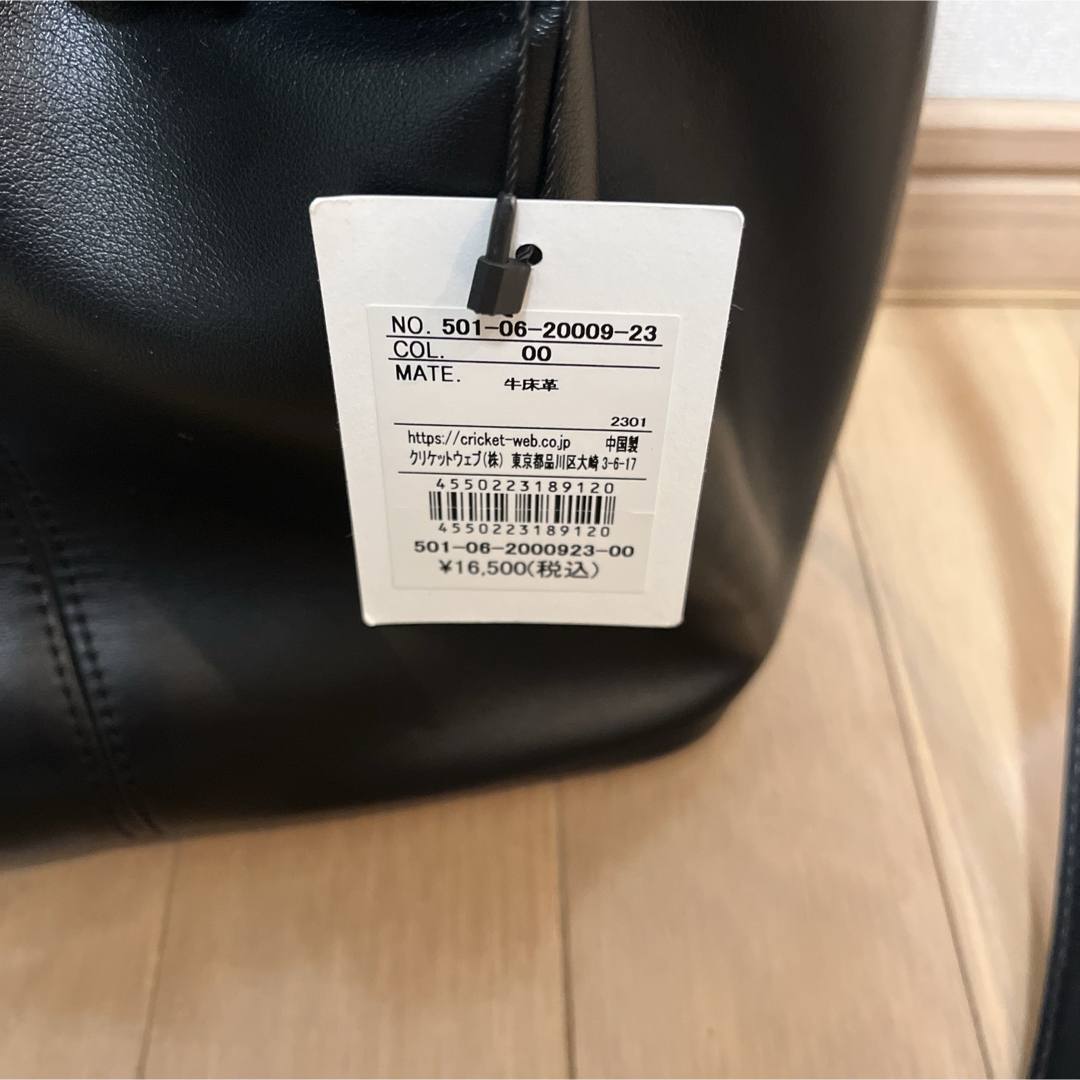 NO. 501-06-20009-23
COL. 00
MATE. 牛床革
2301
https://cricket-web.co.jp 中国製
クリケットウェブ(株) 東京都品川区大崎3-6-17
4550223189120
4550223189120
501-06-2000923-00
¥16,500(税込)